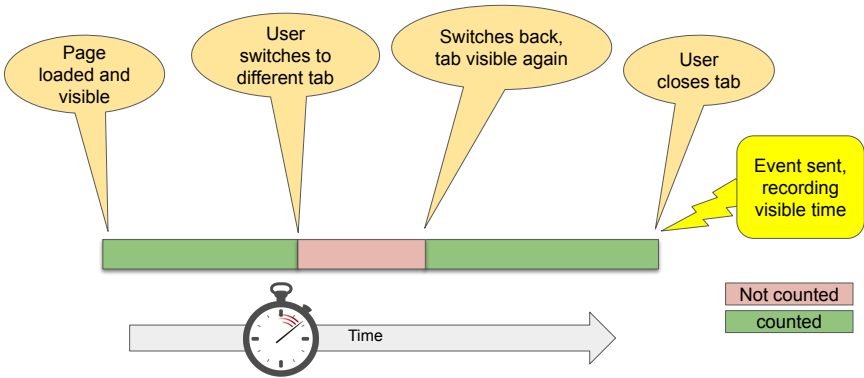 Page
loaded and
visible
User
switches to
different tab
Switches back,
tab visible again
User
closes tab
Event sent,
recording
visible time
Not counted
counted
Time